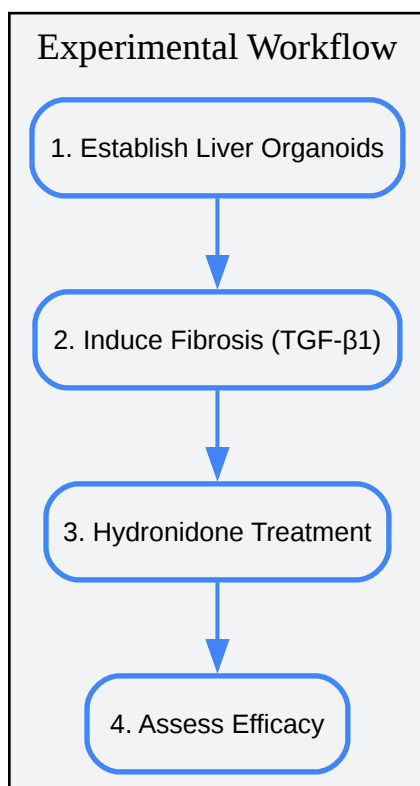 Experimental Workflow
1. Establish Liver Organoids
2. Induce Fibrosis (TGF-β1)
3. Hydronidone Treatment
4. Assess Efficacy